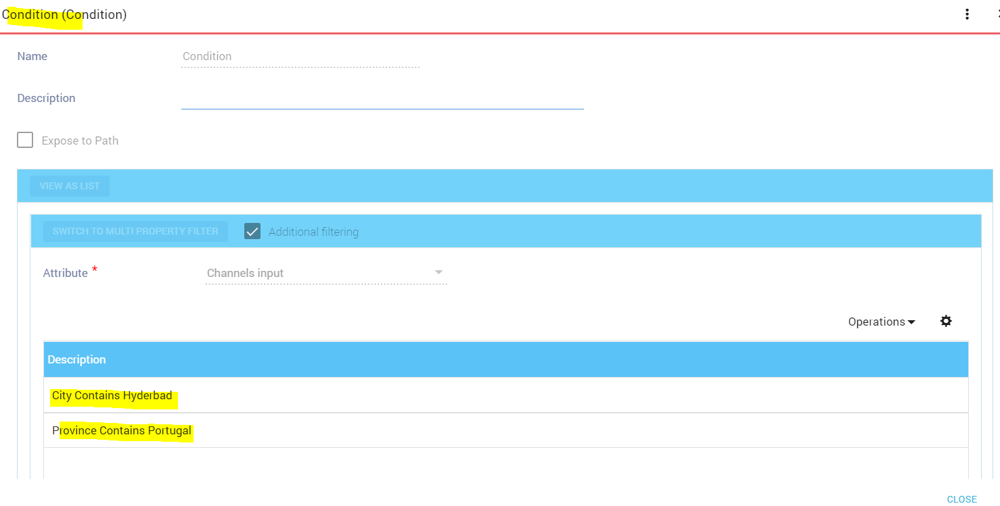 Condition (Condition)
Name
Condition
Description
Expose to Path
VIEW AS LIST
SWITCH TO MULTI PROPERTY FILTER
Additional filtering
Attribute *
Channels input
Operations
Description
City Contains Hyderbad
Province Contains Portugal
CLOSE